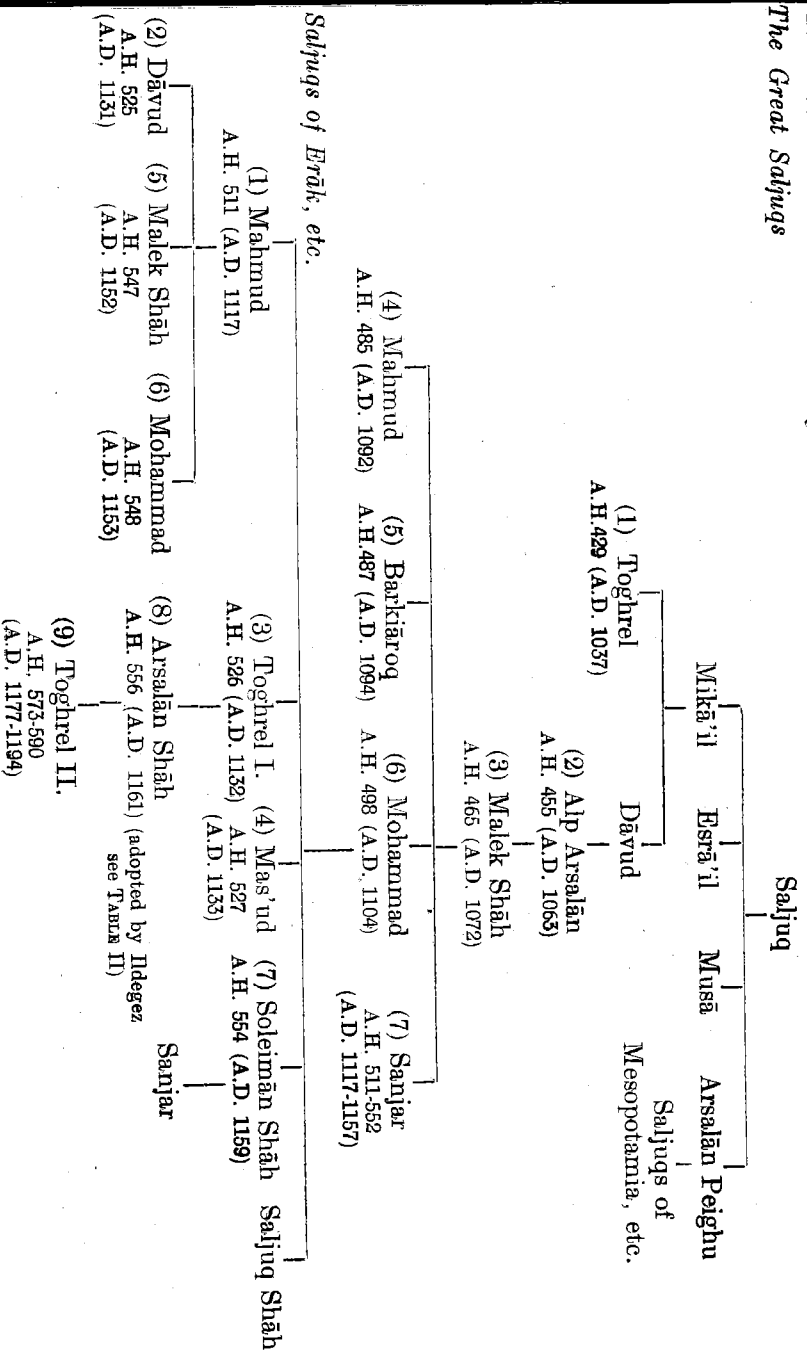 The Great Saljuqs
Saljuq
Mikā'il Esrā'il Musā Arsalān Peighu
Saljuqs of
Mesopotamia, etc.
(1) Toghrel Dāvud
A.H. 429 (A.D. 1037)
(2) Alp Arsalān
A.H. 455 (A.D. 1063)
(3) Malek Shāh
A.H. 465 (A.D. 1072)
(4) Mahmud (5) Barkiāroq (6) Mohammad (7) Sanjar
A.H. 485 (A.D. 1092) A.H. 487 (A.D. 1094) A.H. 498 (A.D. 1104) A.H. 511-552
(A.D. 1117-1157)
Saljuqs of Erāk, etc.
(1) Mahmud (3) Toghrel I. (4) Mas'ud (7) Soleimān Shāh Saljuq Shāh
A.H. 511 (A.D. 1117) A.H. 526 (A.D. 1132) A.H. 527 A.H. 554 (A.D. 1159)
(A.D. 1133)
(2) Dāvud (5) Malek Shāh (6) Mohammad (8) Arsalān Shāh Sanjar
A.H. 525 A.H. 547 A.H. 548 A.H. 556 (A.D. 1161) (adopted by Ildegez
(A.D. 1131) (A.D. 1152) (A.D. 1153) see TABLE II)
(9) Toghrel II.
A.H. 573-590
(A.D. 1177-1194)